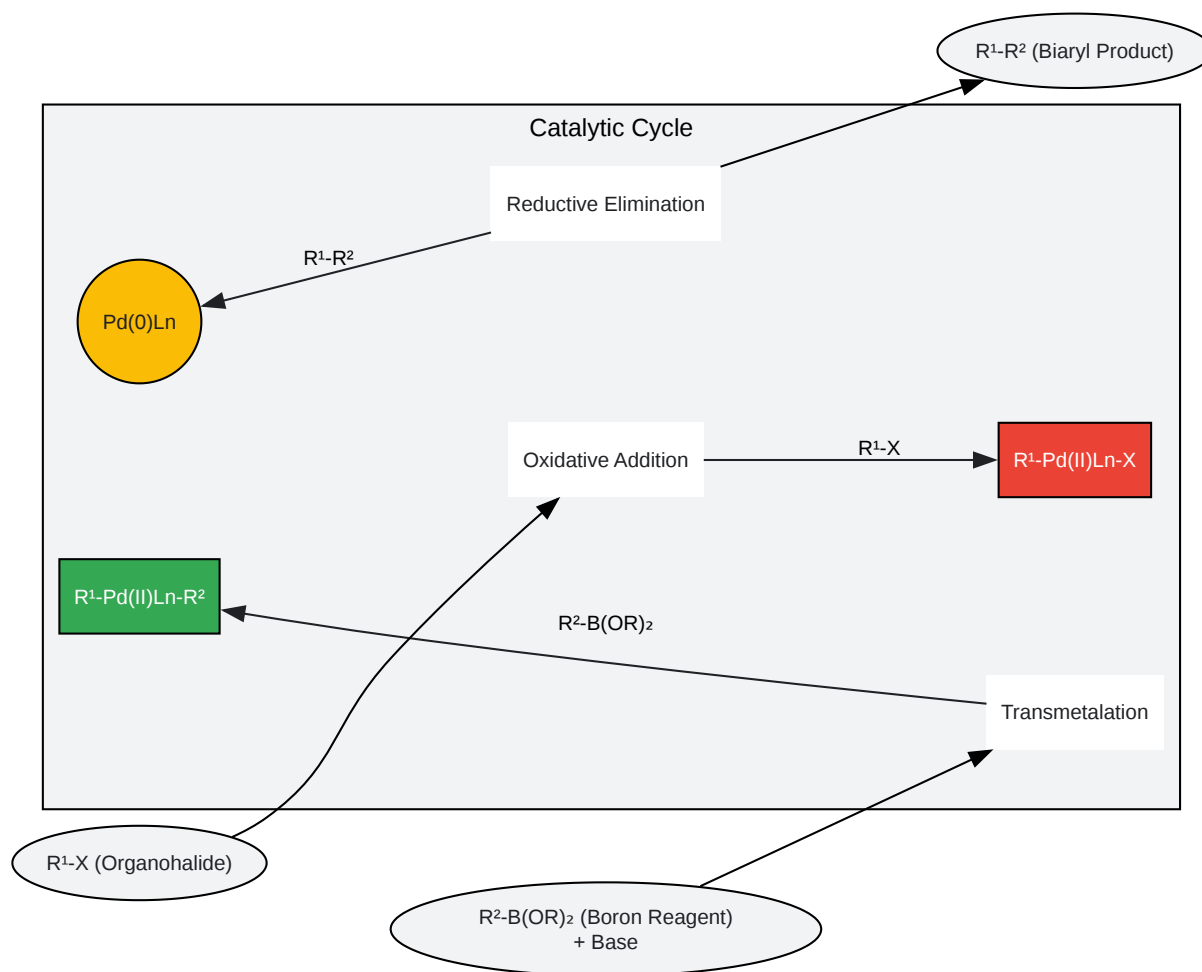 R¹-R² (Biaryl Product)
Catalytic Cycle
Reductive Elimination
R¹-R²
Pd(0)Ln
Oxidative Addition
R¹-X
R¹-Pd(II)Ln-X
R¹-Pd(II)Ln-R²
R²-B(OR)₂
Transmetalation
R¹-X (Organohalide)
R²-B(OR)₂ (Boron Reagent)
+ Base